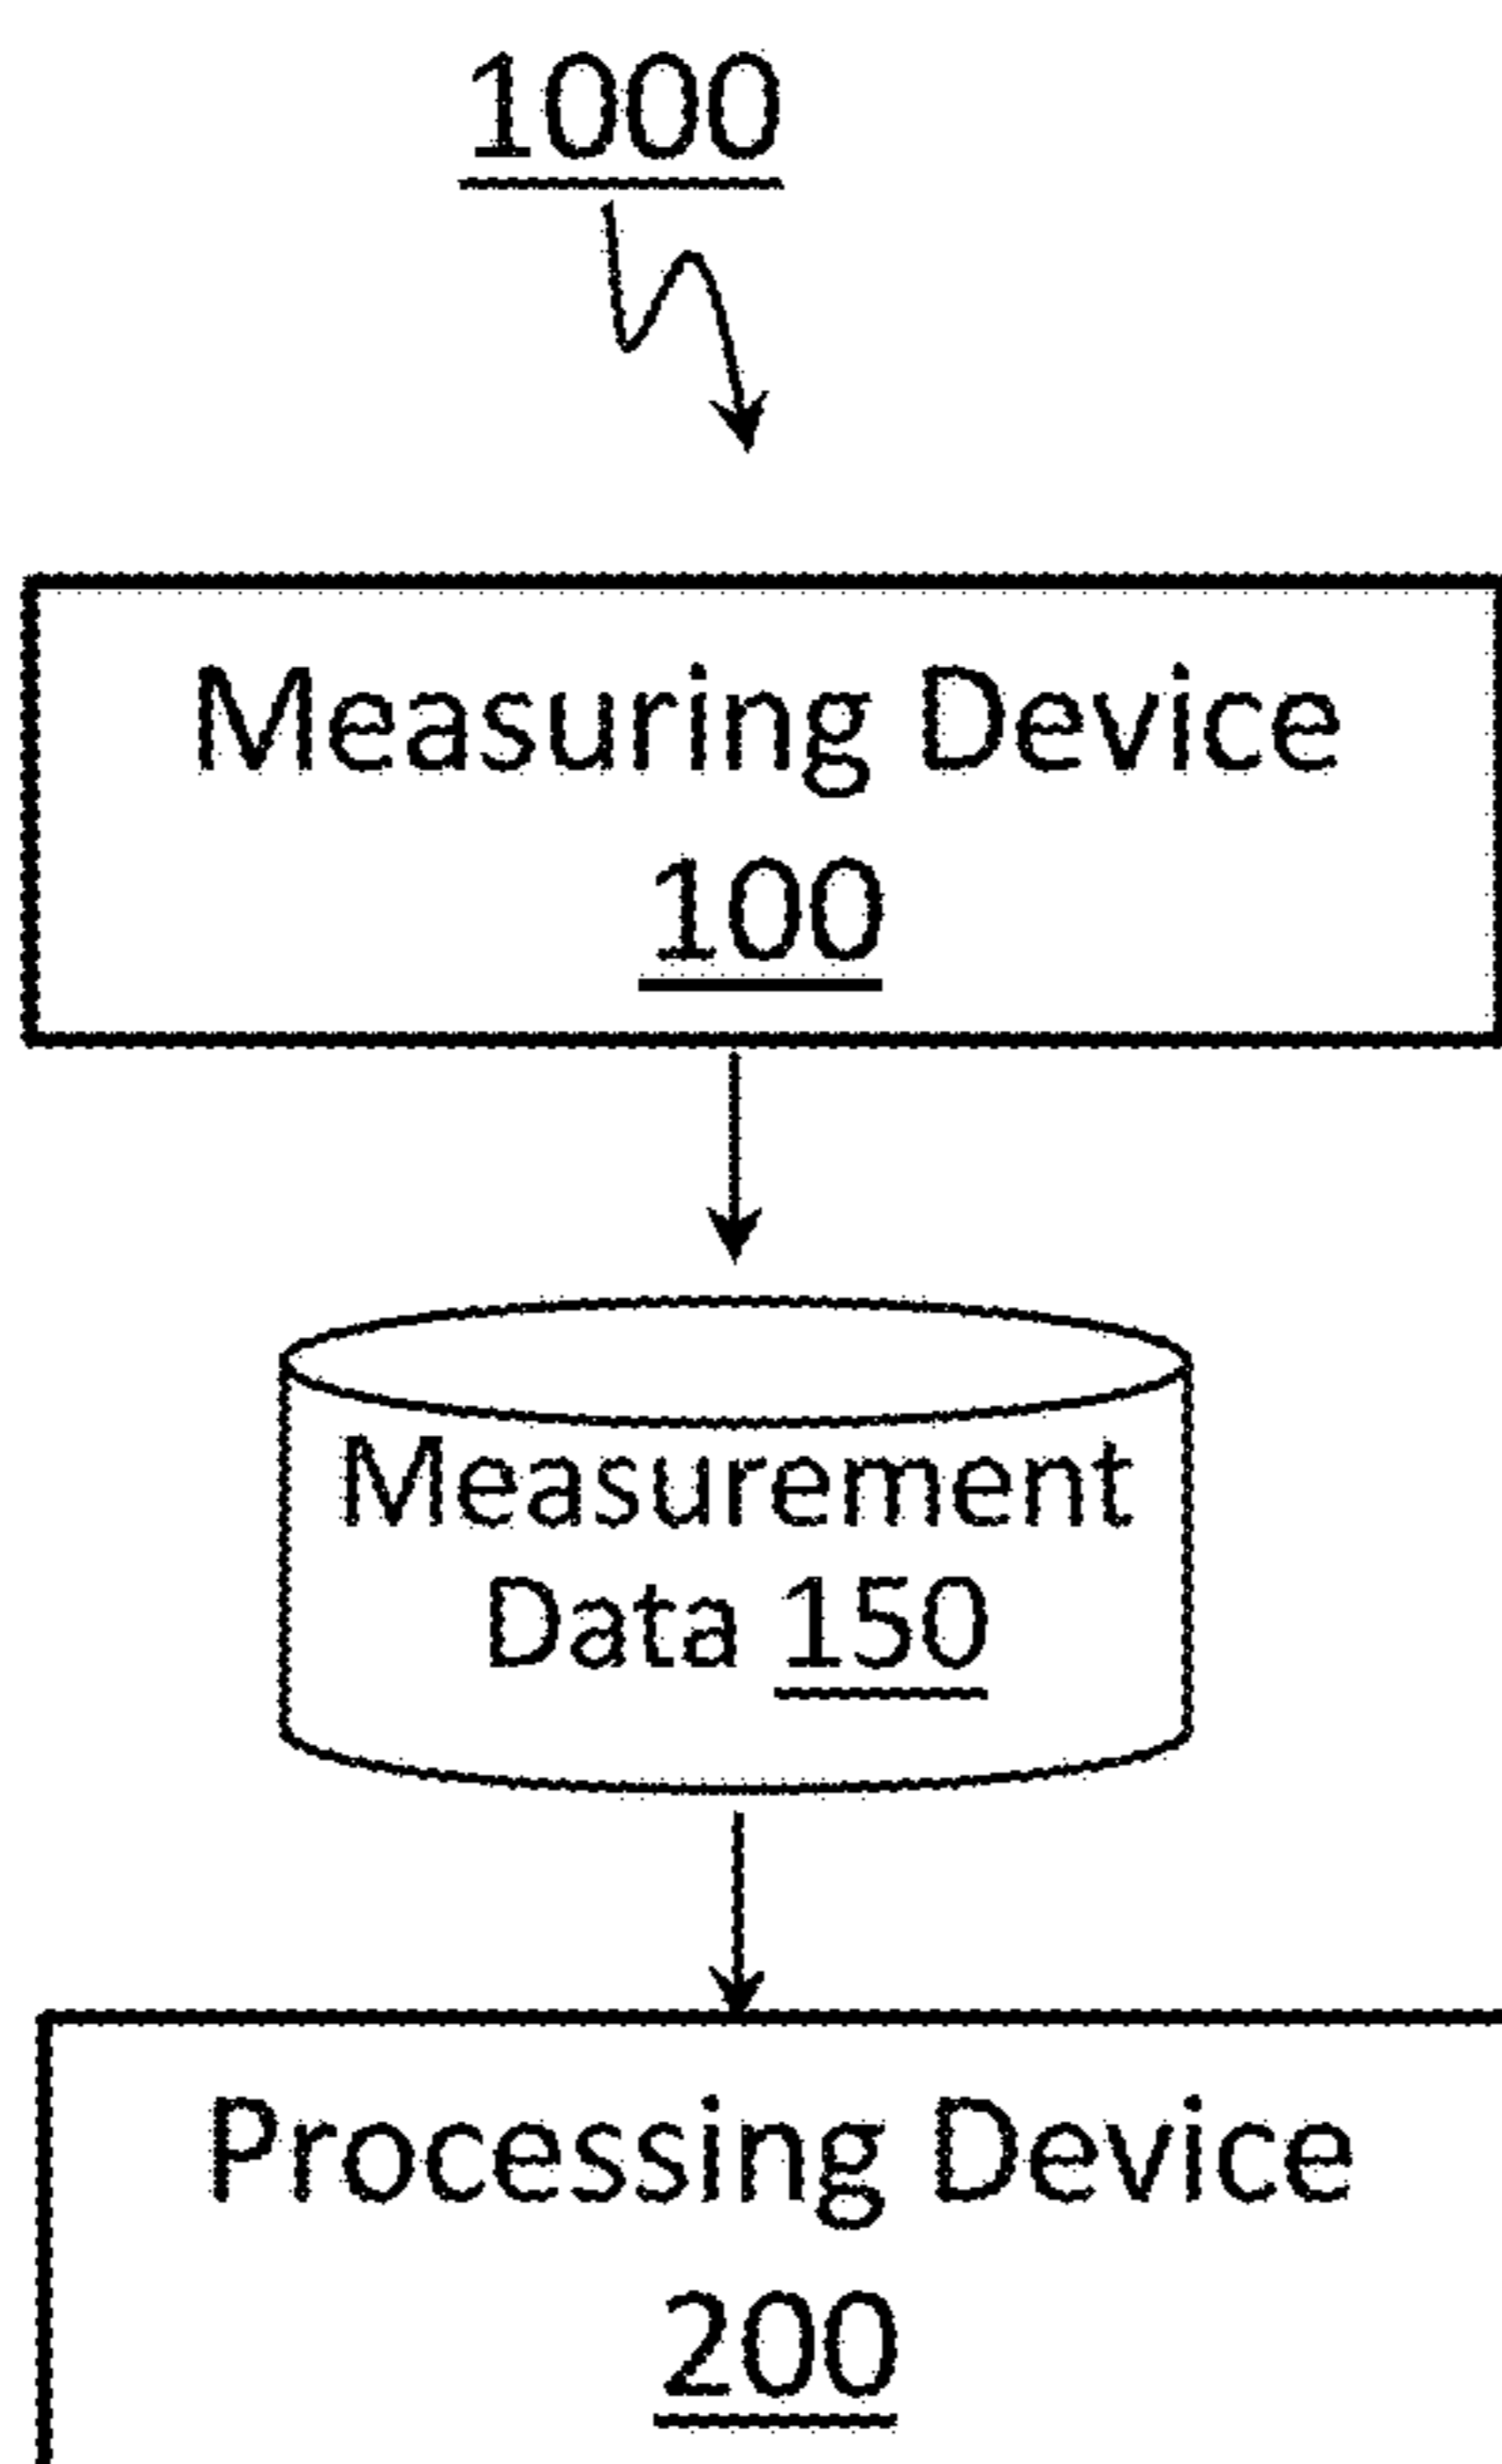 1000
Measuring Device
100
Measurement
Data 150
Processing Device
200